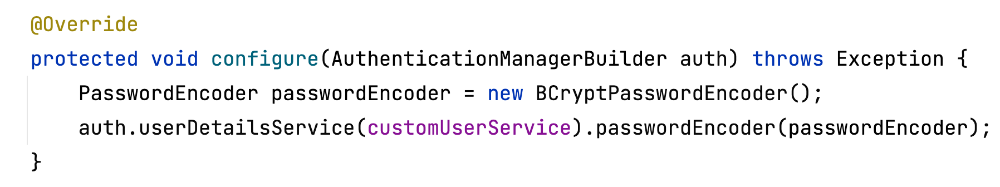 @Override
protected void configure(AuthenticationManagerBuilder auth) throws Exception {
    PasswordEncoder passwordEncoder = new BCryptPasswordEncoder();
    auth.userDetailsService(customUserService).passwordEncoder(passwordEncoder);
}